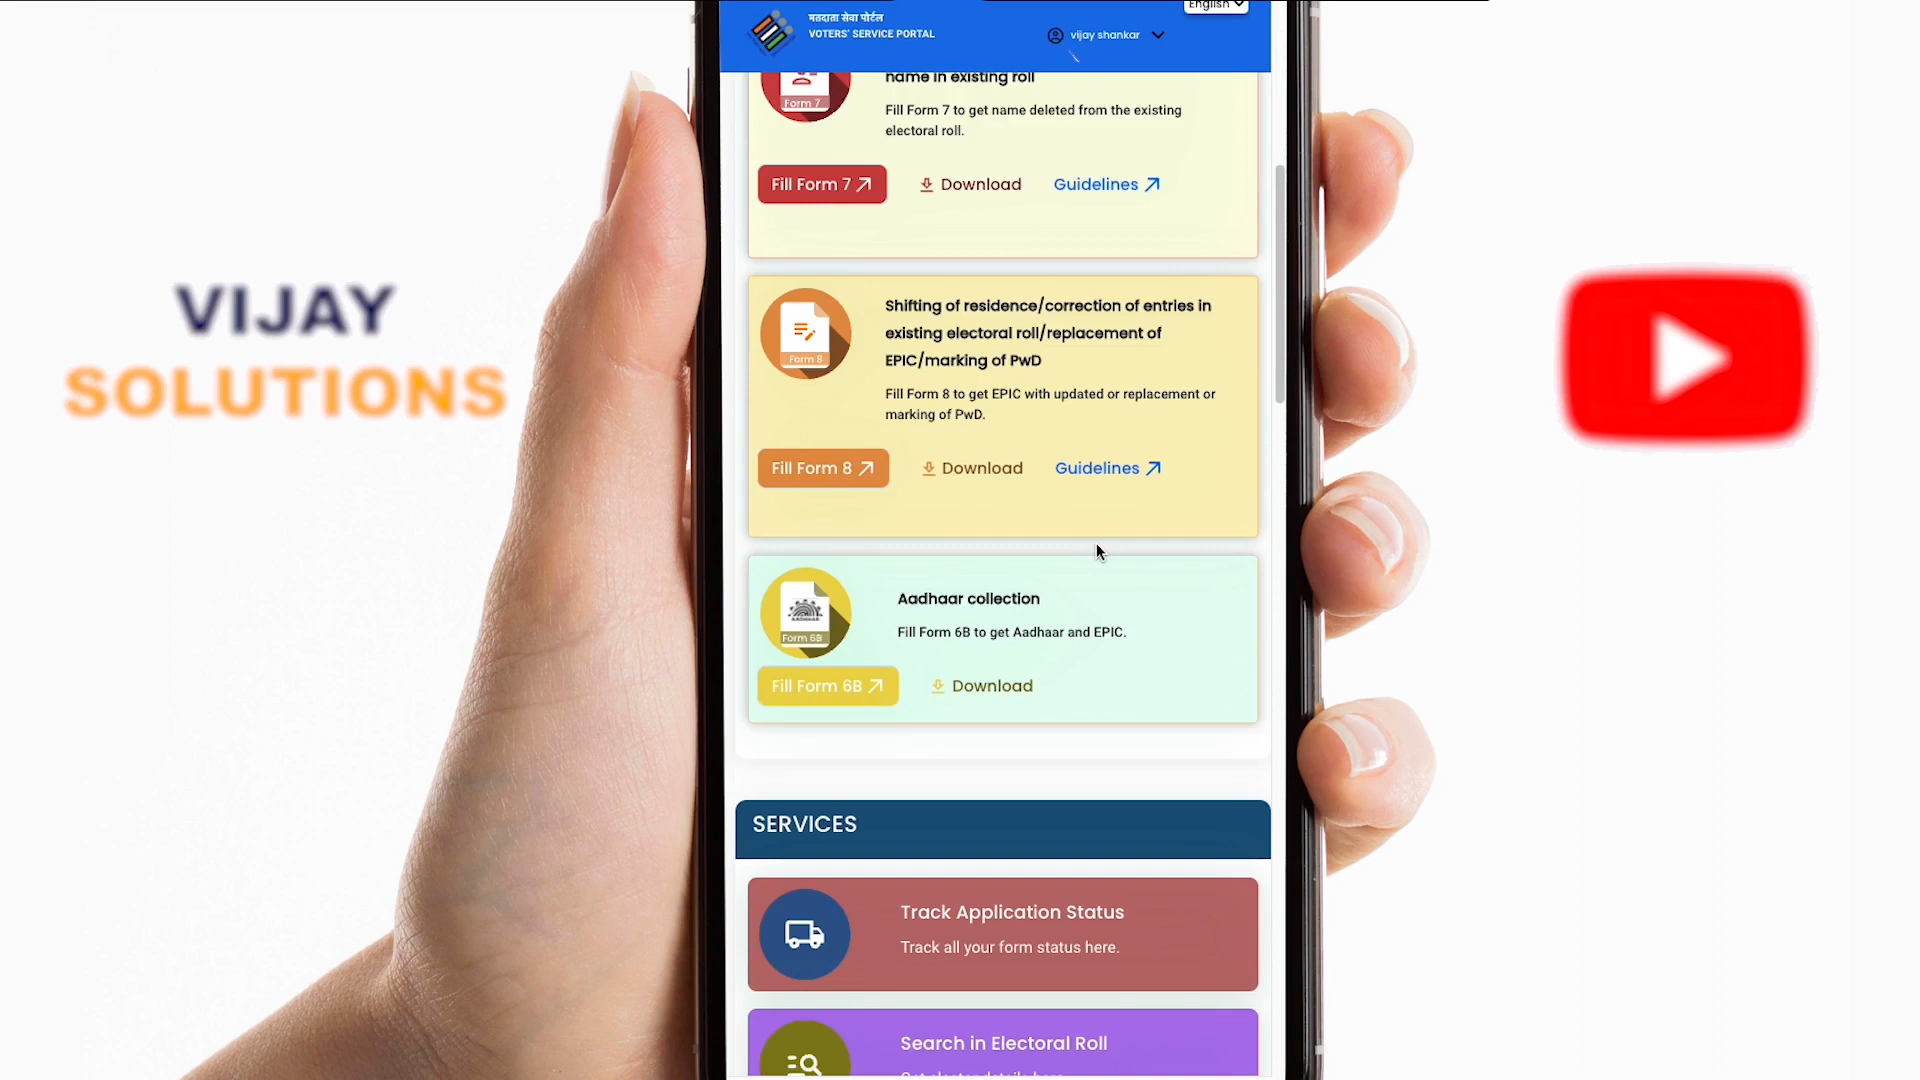 English
मतदाता सेवा पोर्टल
VOTERS' SERVICE PORTAL
vijay shankar
name in existing roll
Form 7
Fill Form 7 to get name deleted from the existing
electoral roll.
Fill Form 7
Download
Guidelines
VIJAY
SOLUTIONS
Shifting of residence/correction of entries in
existing electoral roll/replacement of
EPIC/marking of PwD
Form 8
Fill Form 8 to get EPIC with updated or replacement or
marking of PwD.
Fill Form 8
Download
Guidelines
Aadhaar collection
AADHAAR
Form 6B
Fill Form 6B to get Aadhaar and EPIC.
Fill Form 6B
Download
SERVICES
Track Application Status
Track all your form status here.
Search in Electoral Roll